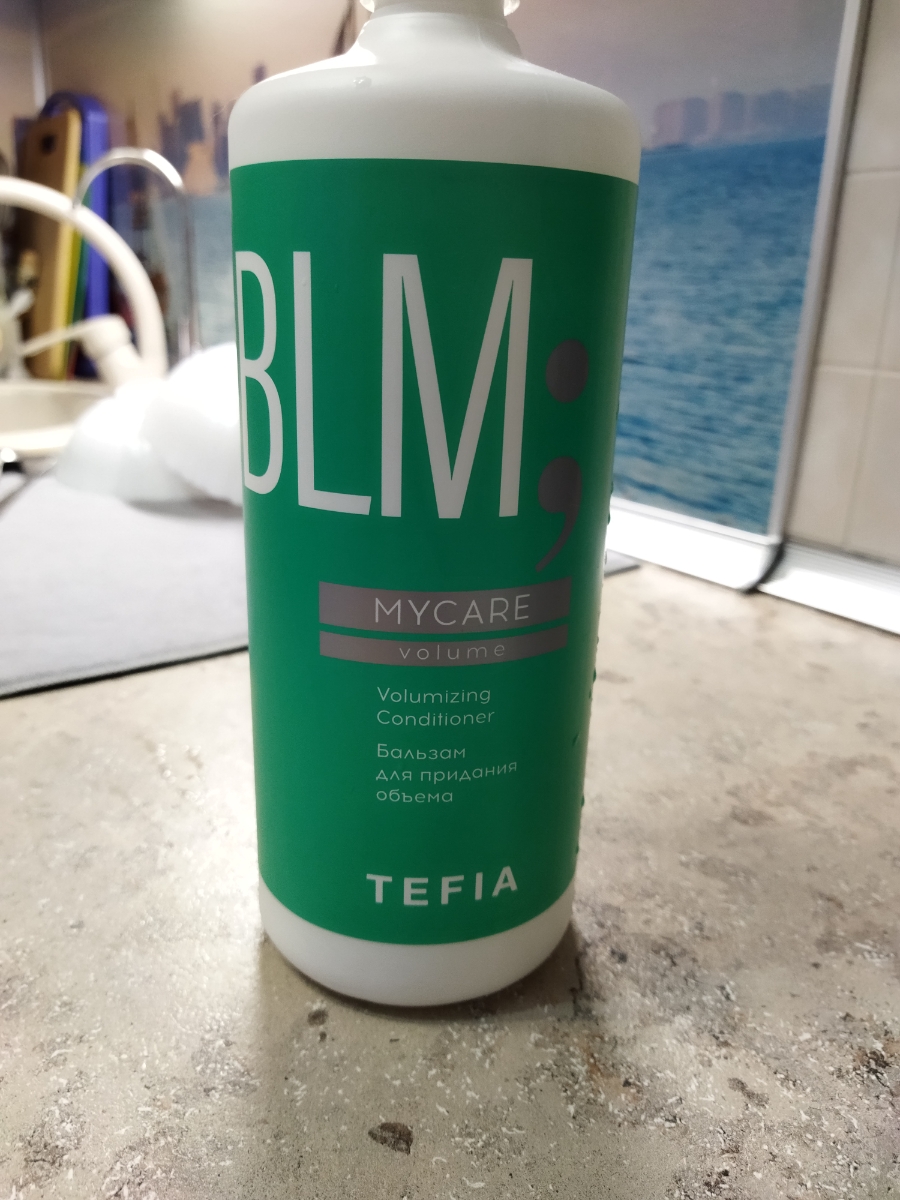 BLM;
MYCARE
volume
Volumizing
Conditioner
Бальзам
для придания
объема
TEFIA